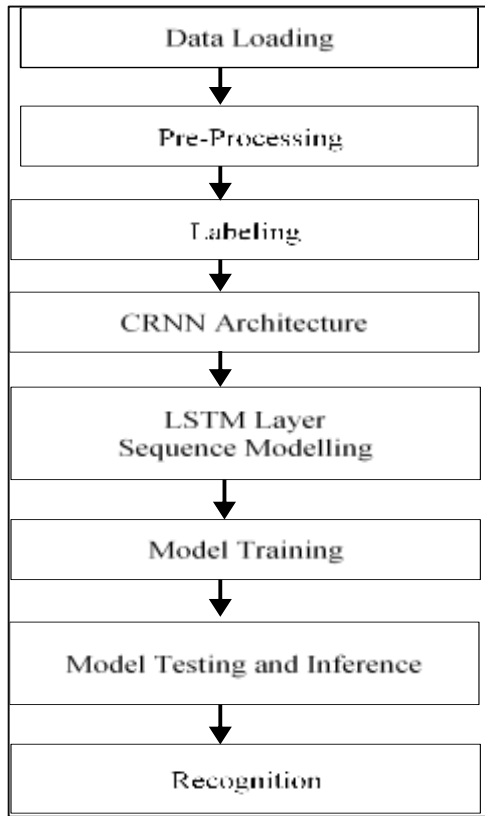 Data Loading
Pre-Processing
Labeling
CRNN Architecture
LSTM Layer
Sequence Modelling
Model Training
Model Testing and Inference
Recognition